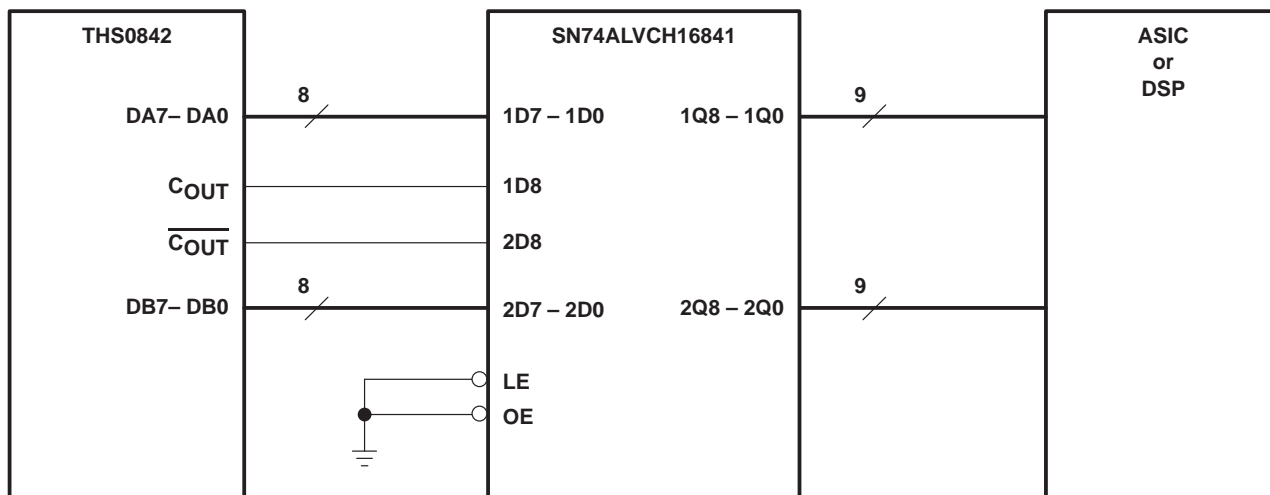 THS0842
SN74ALVCH16841
ASIC
or
DSP
8
9
DA7– DA0
1D7 – 1D0
1Q8 – 1Q0
COUT
1D8
COUT
2D8
8
9
DB7– DB0
2D7 – 2D0
2Q8 – 2Q0
LE
OE